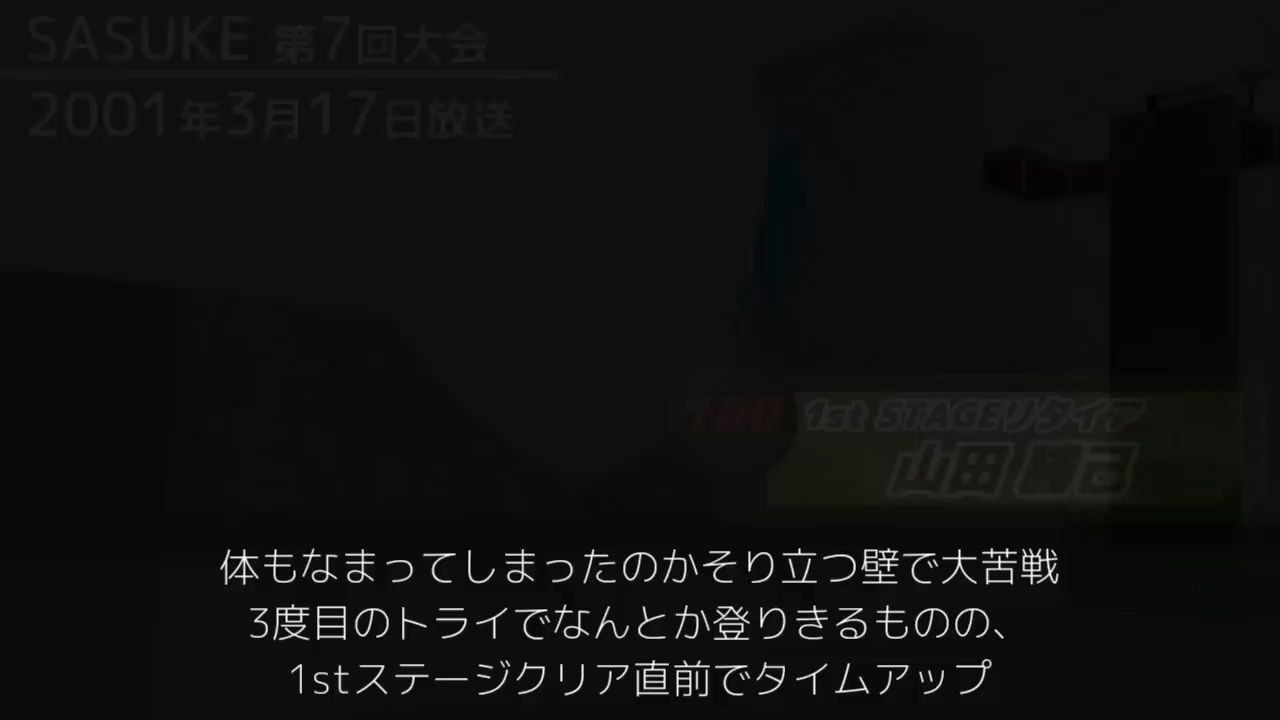 SASUKE 第7回大会
2001年3月17日放送
100 1st STAGEリタイア
山田 勝己
体もなまってしまったのかそり立つ壁で大苦戦
3度目のトライでなんとか登りきるものの、
1stステージクリア直前でタイムアップ